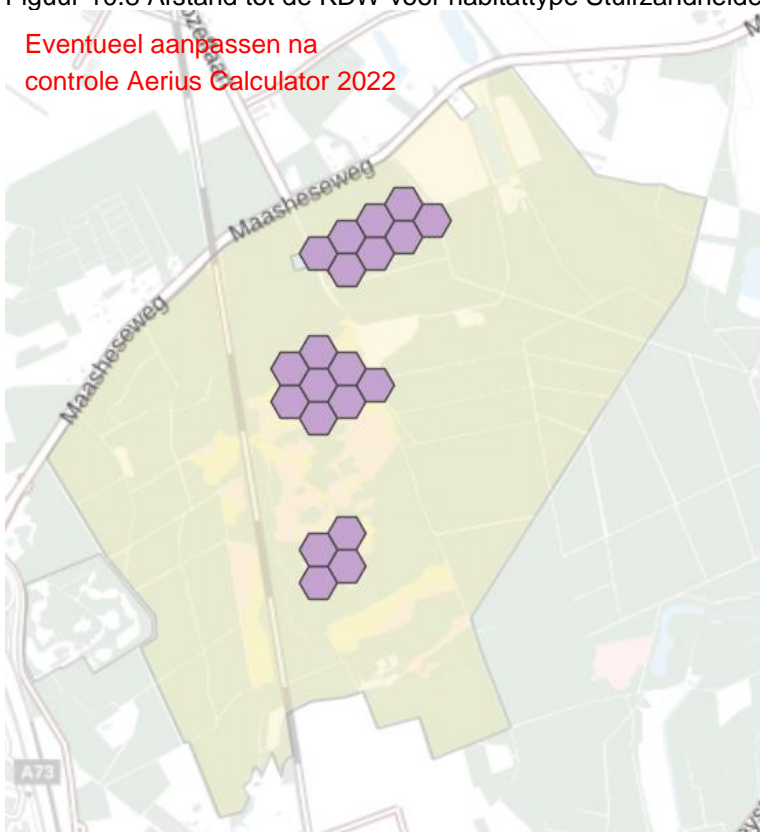 Eventueel aanpassen na
controle Aerius Calculator 2022
Maasheseweg
Maasheseweg
A73